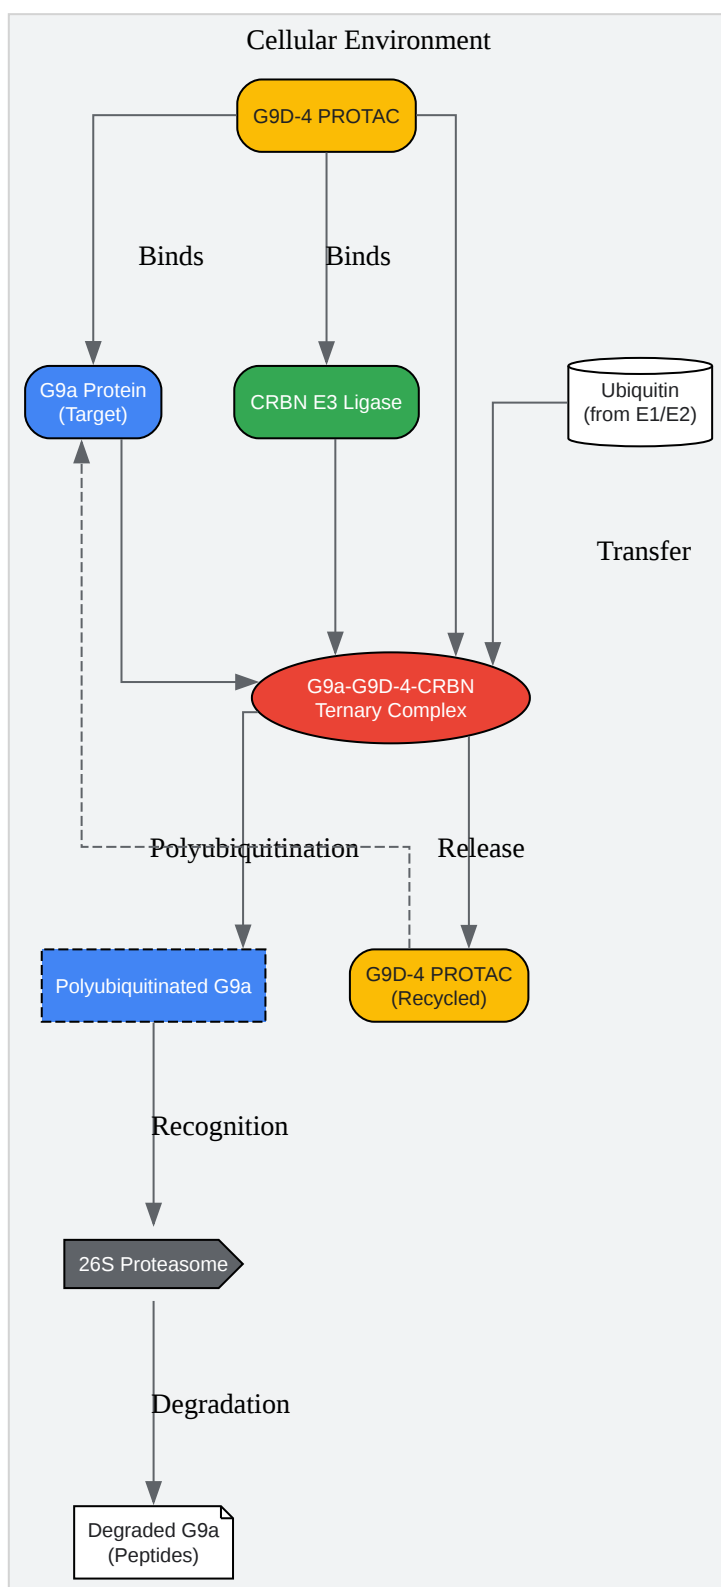 Cellular Environment
G9D-4 PROTAC
Binds
Binds
G9a Protein
(Target)
CRBN E3 Ligase
Ubiquitin
(from E1/E2)
Transfer
G9a-G9D-4-CRBN
Ternary Complex
Polyubiquitination
Release
Polyubiquitinated G9a
G9D-4 PROTAC
(Recycled)
Recognition
26S Proteasome
Degradation
Degraded G9a
(Peptides)